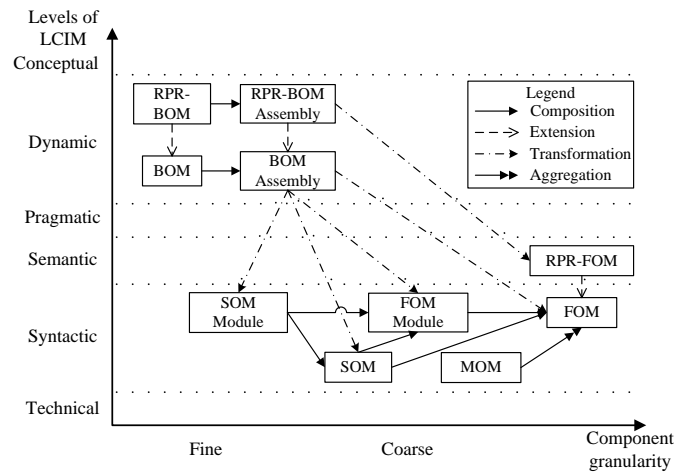 Levels of
LCIM
Conceptual
Dynamic
Pragmatic
Semantic
Syntactic
Technical
RPR-
BOM
RPR-BOM
Assembly
BOM
BOM
Assembly
Legend
Composition
Extension
Transformation
Aggregation
RPR-FOM
SOM
Module
FOM
Module
FOM
SOM
MOM
Fine
Coarse
Component
granularity